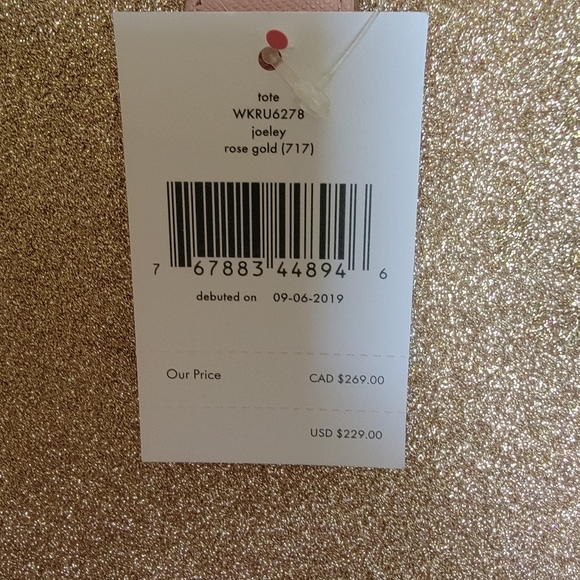 tote
WKRU6278
joeley
rose gold (717)
7 67883 44894 6
debuted on 09-06-2019
Our Price CAD $269.00
USD $229.00